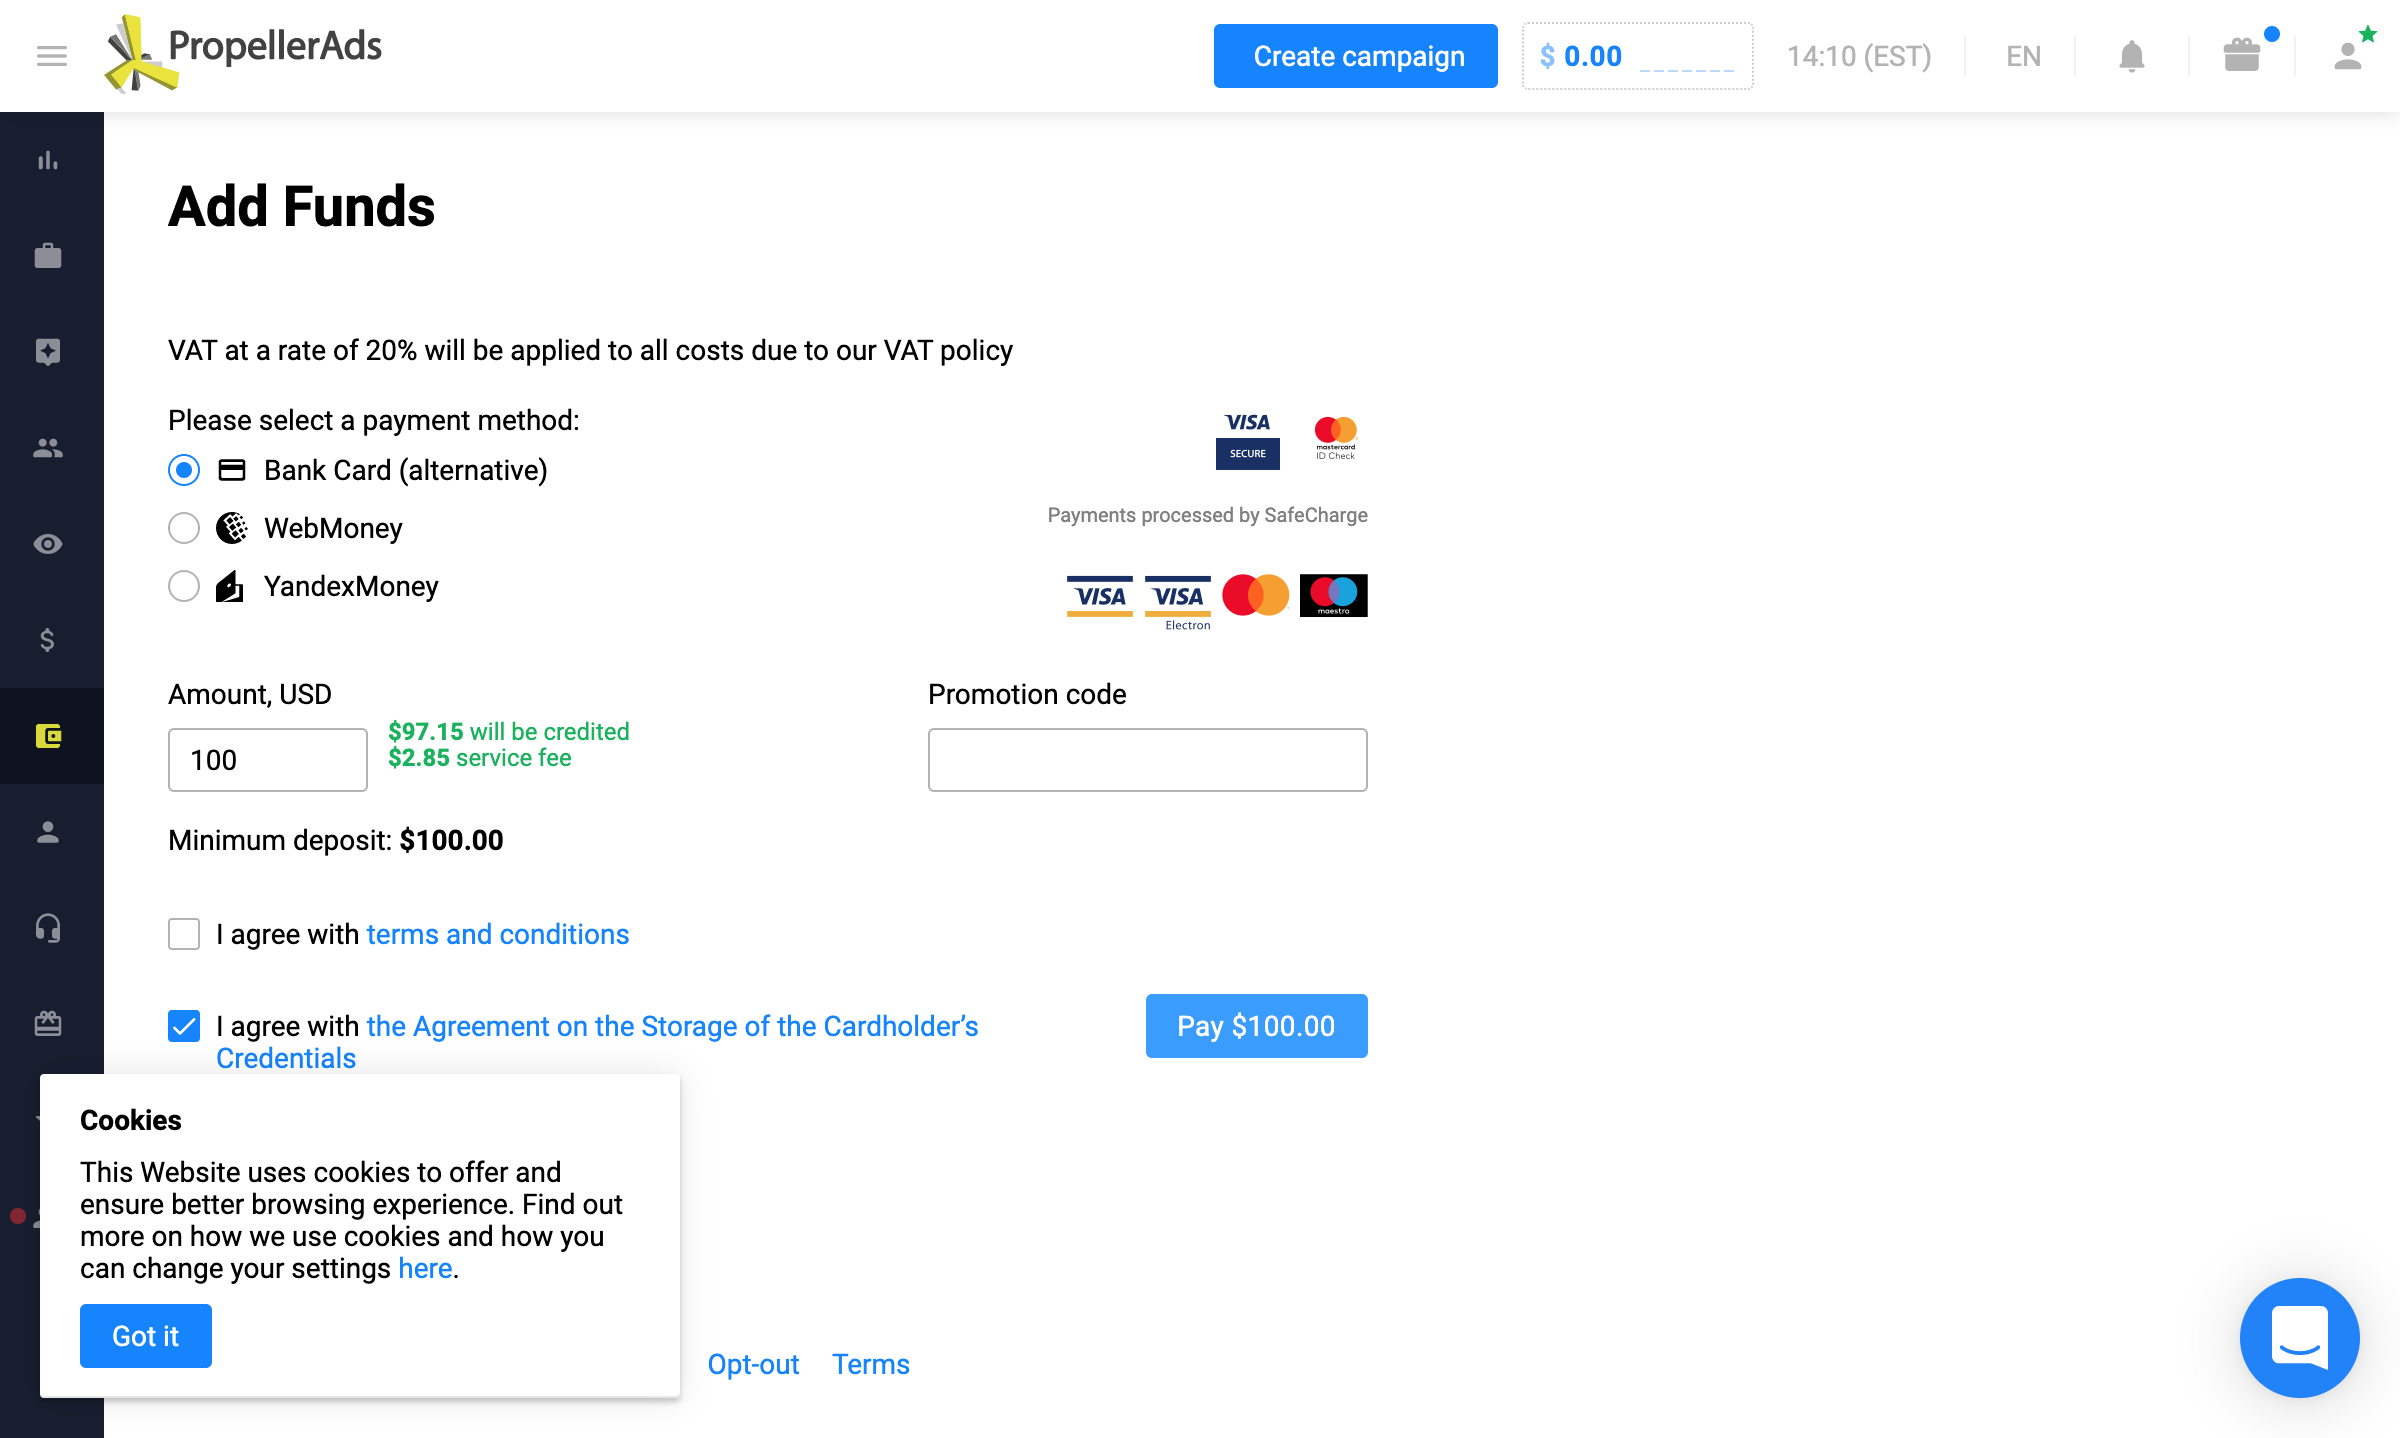 PropellerAds
Create campaign
$ 0.00
14:10 (EST)
EN
Add Funds
VAT at a rate of 20% will be applied to all costs due to our VAT policy
Please select a payment method:
Bank Card (alternative)
WebMoney
YandexMoney
VISA
SECURE
mastercard
ID Check
Payments processed by SafeCharge
VISA
VISA
Electron
maestro
Amount, USD
100
$97.15 will be credited
$2.85 service fee
Promotion code
Minimum deposit: $100.00
I agree with terms and conditions
I agree with the Agreement on the Storage of the Cardholder’s
Credentials
Pay $100.00
Cookies
This Website uses cookies to offer and
ensure better browsing experience. Find out
more on how we use cookies and how you
can change your settings here.
Got it
Opt-out
Terms